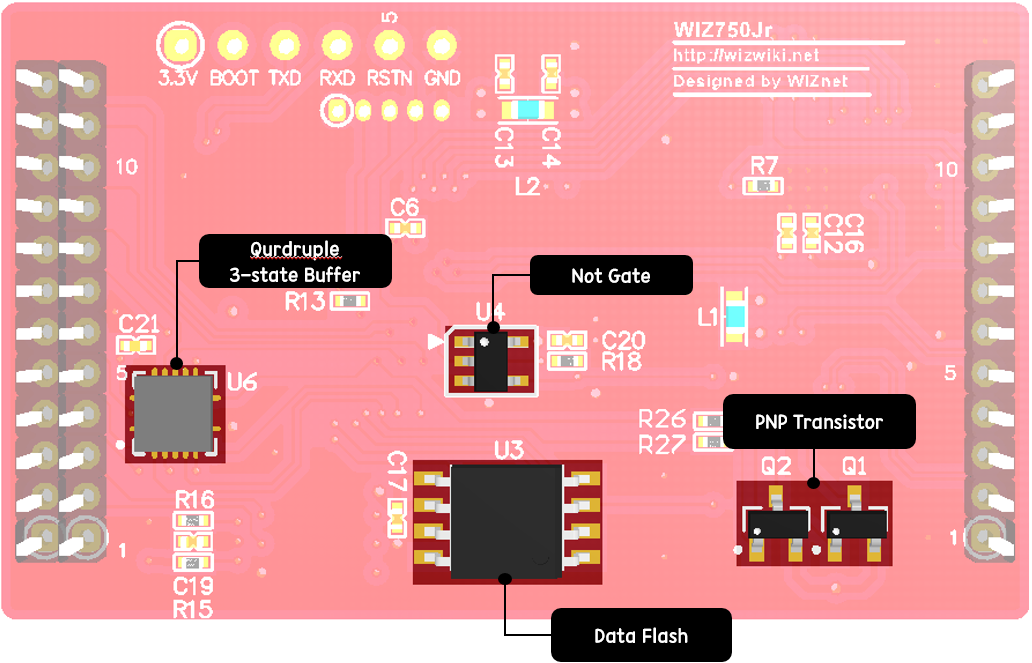 5
WIZ750Jr
http://wizwiki.net
Designed by WIZnet
3.3V BOOT TXD RXD RSTN GND
C13 C14
L2
10
R7
10
C6
C12 C16
Qurdruple
3-state Buffer
Not Gate
R13
U4
L1
C21
C20
R18
5
U6
5
R26
R27
PNP Transistor
C17
U3
Q2 Q1
R16
1
1
C19
R15
Data Flash